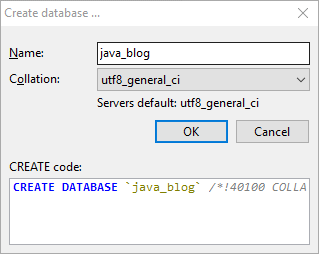 Create database ...
Name:
java_blog
Collation:
utf8_general_ci
Servers default: utf8_general_ci
OK
Cancel
CREATE code:
CREATE DATABASE `java_blog` /*!40100 COLLA